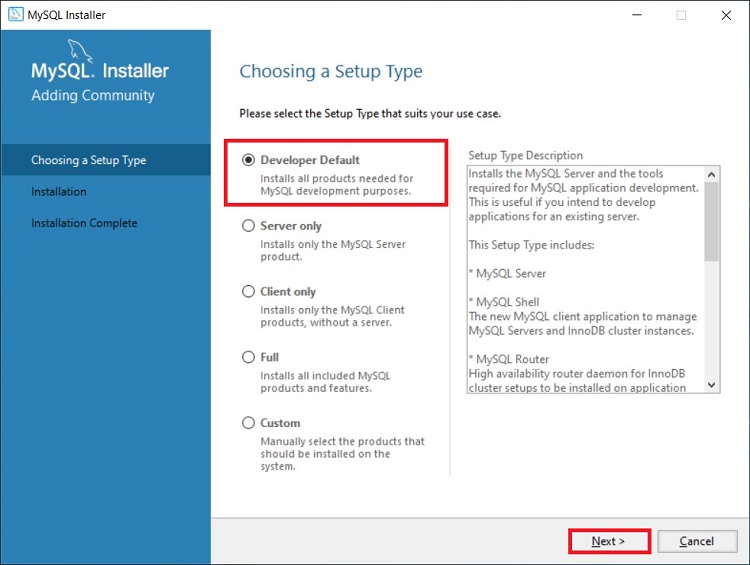 MySQL Installer
MySQL. Installer
Adding Community
Choosing a Setup Type
Installation
Installation Complete
Choosing a Setup Type
Please select the Setup Type that suits your use case.
Developer Default
Installs all products needed for
MySQL development purposes.
Server only
Installs only the MySQL Server
product.
Client only
Installs only the MySQL Client
products, without a server.
Full
Installs all included MySQL
products and features.
Custom
Manually select the products that
should be installed on the
system.
Setup Type Description
Installs the MySQL Server and the tools
required for MySQL application development.
This is useful if you intend to develop
applications for an existing server.
This Setup Type includes:
* MySQL Server
* MySQL Shell
The new MySQL client application to manage
MySQL Servers and InnoDB cluster instances.
* MySQL Router
High availability router daemon for InnoDB
cluster setups to be installed on application
Next >
Cancel